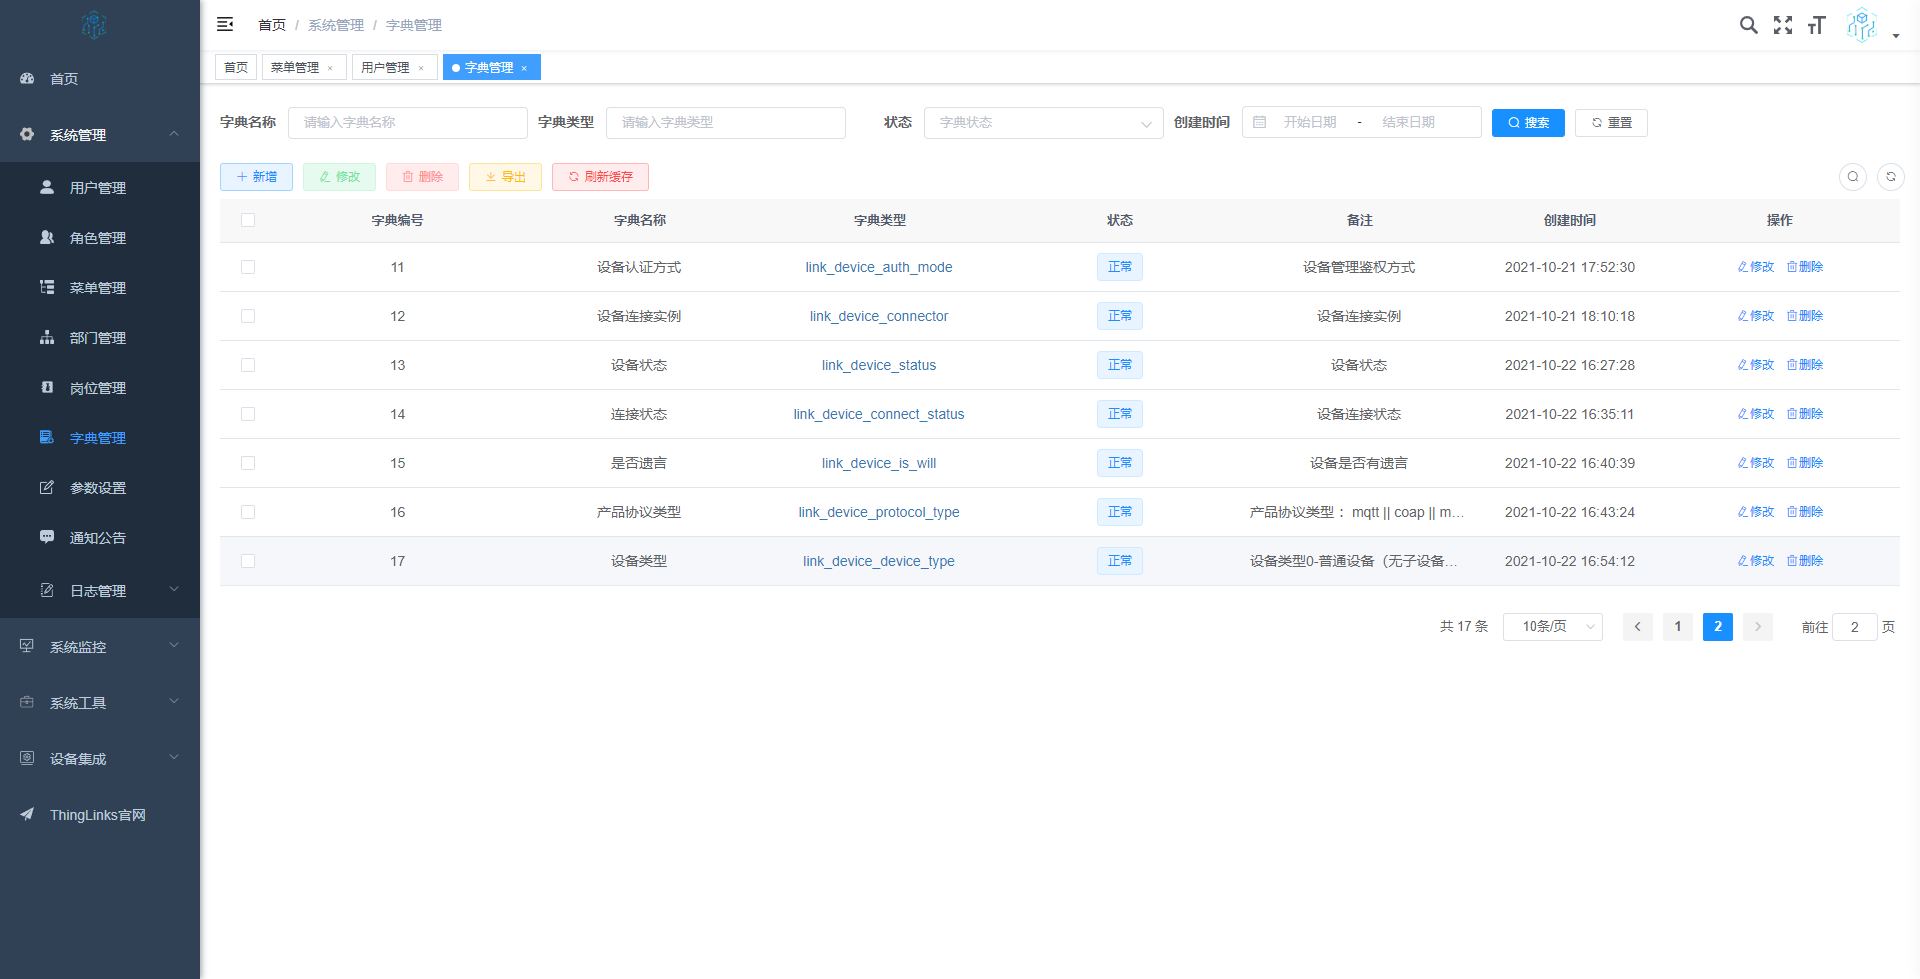 首页 / 系统管理 / 字典管理
首页
菜单管理 ×
用户管理 ×
字典管理 ×
首页
系统管理
用户管理
角色管理
菜单管理
部门管理
岗位管理
字典管理
参数设置
通知公告
日志管理
系统监控
系统工具
设备集成
ThingLinks官网
字典名称 请输入字典名称 字典类型 请输入字典类型 状态 字典状态 创建时间 开始日期 - 结束日期 搜索 重置
新增 修改 删除 导出 刷新缓存
字典编号 字典名称 字典类型 状态 备注 创建时间 操作
11 设备认证方式 link_device_auth_mode 正常 设备管理鉴权方式 2021-10-21 17:52:30 修改 删除
12 设备连接实例 link_device_connector 正常 设备连接实例 2021-10-21 18:10:18 修改 删除
13 设备状态 link_device_status 正常 设备状态 2021-10-22 16:27:28 修改 删除
14 连接状态 link_device_connect_status 正常 设备连接状态 2021-10-22 16:35:11 修改 删除
15 是否遗言 link_device_is_will 正常 设备是否有遗言 2021-10-22 16:40:39 修改 删除
16 产品协议类型 link_device_protocol_type 正常 产品协议类型 ：mqtt || coap || m... 2021-10-22 16:43:24 修改 删除
17 设备类型 link_device_device_type 正常 设备类型0-普通设备（无子设备... 2021-10-22 16:54:12 修改 删除
共 17 条 10条/页 1 2 前往 2 页